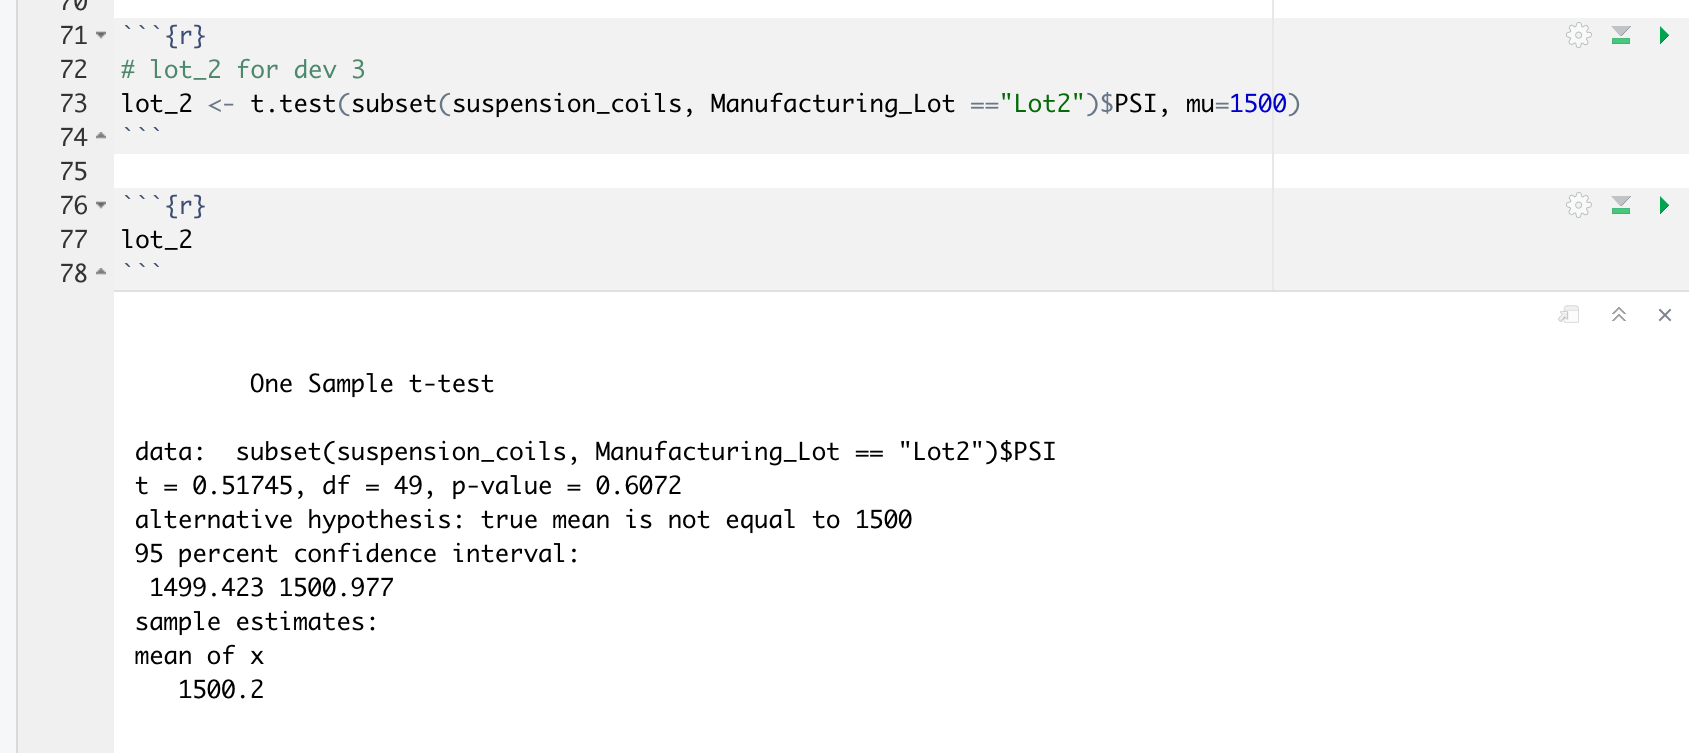 70
71 ```{r}
72 # lot_2 for dev 3
73 lot_2 <- t.test(subset(suspension_coils, Manufacturing_Lot =="Lot2")$PSI, mu=1500)
74 ```
75
76 ```{r}
77 lot_2
78 ```
One Sample t-test
data:  subset(suspension_coils, Manufacturing_Lot == "Lot2")$PSI
t = 0.51745, df = 49, p-value = 0.6072
alternative hypothesis: true mean is not equal to 1500
95 percent confidence interval:
1499.423 1500.977
sample estimates:
mean of x
1500.2